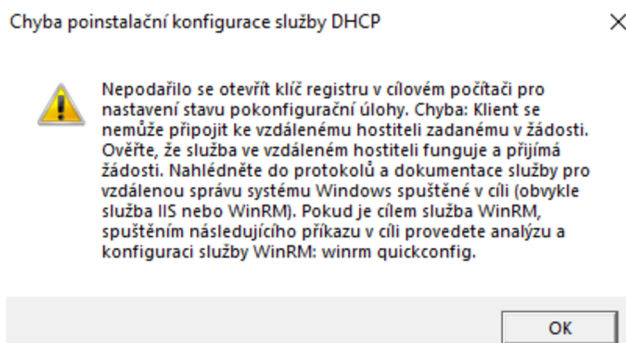 Chyba poinstalační konfigurace služby DHCP
Nepodařilo se otevřít klíč registru v cílovém počítači pro
nastavení stavu pokonfigurační úlohy. Chyba: Klient se
nemůže připojit ke vzdálenému hostiteli zadanému v žádosti.
Ověřte, že služba ve vzdáleném hostiteli funguje a přijímá
žádosti. Nahlédněte do protokolů a dokumentace služby pro
vzdálenou správu systému Windows spuštěné v cíli (obvykle
služba IIS nebo WinRM). Pokud je cílem služba WinRM,
spuštěním následujícího příkazu v cíli provedete analýzu a
konfiguraci služby WinRM: winrm quickconfig.
OK